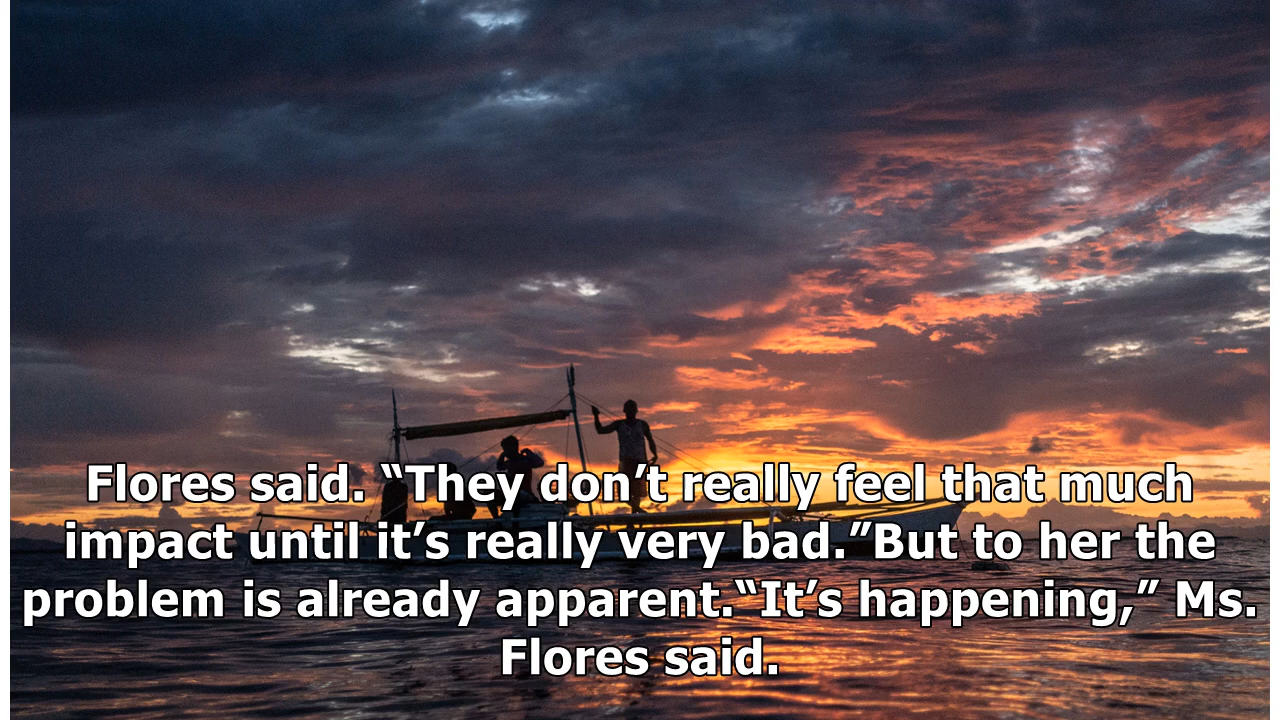 Flores said. “They don’t really feel that much
impact until it’s really very bad.”But to her the
problem is already apparent.“It’s happening,” Ms.
Flores said.